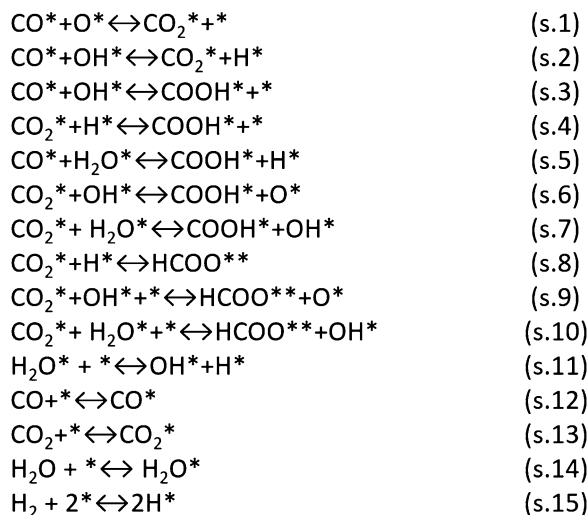 CO*+O*↔CO₂*+* (s.1)
CO*+OH*↔CO₂*+H* (s.2)
CO*+OH*↔COOH*+* (s.3)
CO₂*+H*↔COOH*+* (s.4)
CO*+H₂O*↔COOH*+H* (s.5)
CO₂*+OH*↔COOH*+O* (s.6)
CO₂*+ H₂O*↔COOH*+OH* (s.7)
CO₂*+H*↔HCOO** (s.8)
CO₂*+OH*+*↔HCOO**+O* (s.9)
CO₂*+ H₂O*+*↔HCOO**+OH* (s.10)
H₂O* + *↔OH*+H* (s.11)
CO+*↔CO* (s.12)
CO₂+*↔CO₂* (s.13)
H₂O + *↔ H₂O* (s.14)
H₂ + 2*↔2H* (s.15)